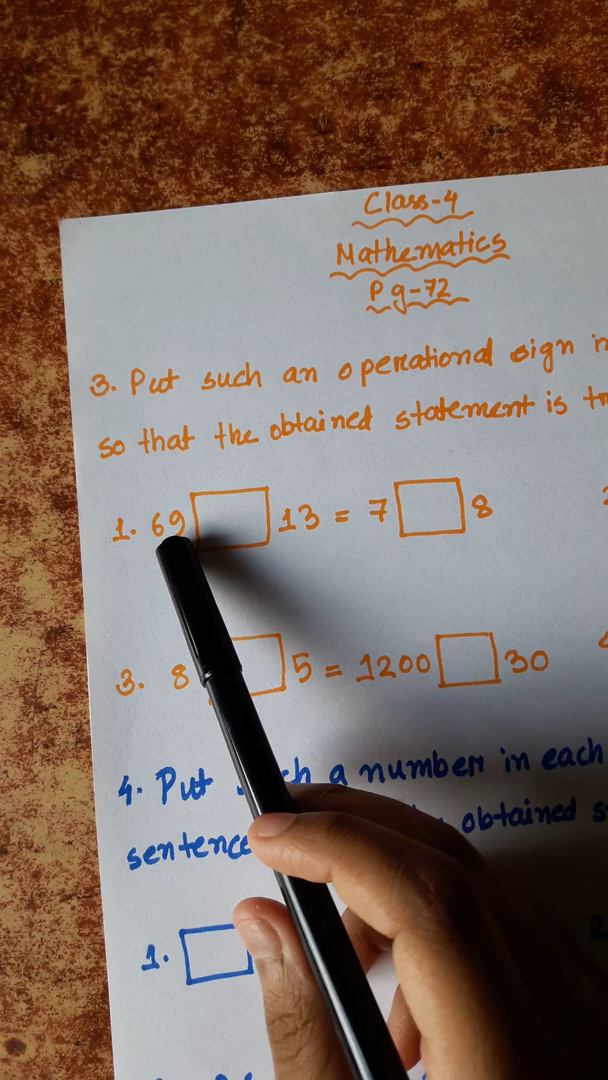 Class-4
Mathematics
Pg-72
3. Put such an operational sign
so that the obtained statement is
1. 69 13 = 7 8
3. 8 5 = 1200 30
4. Put a number in each
sentence obtained
1.